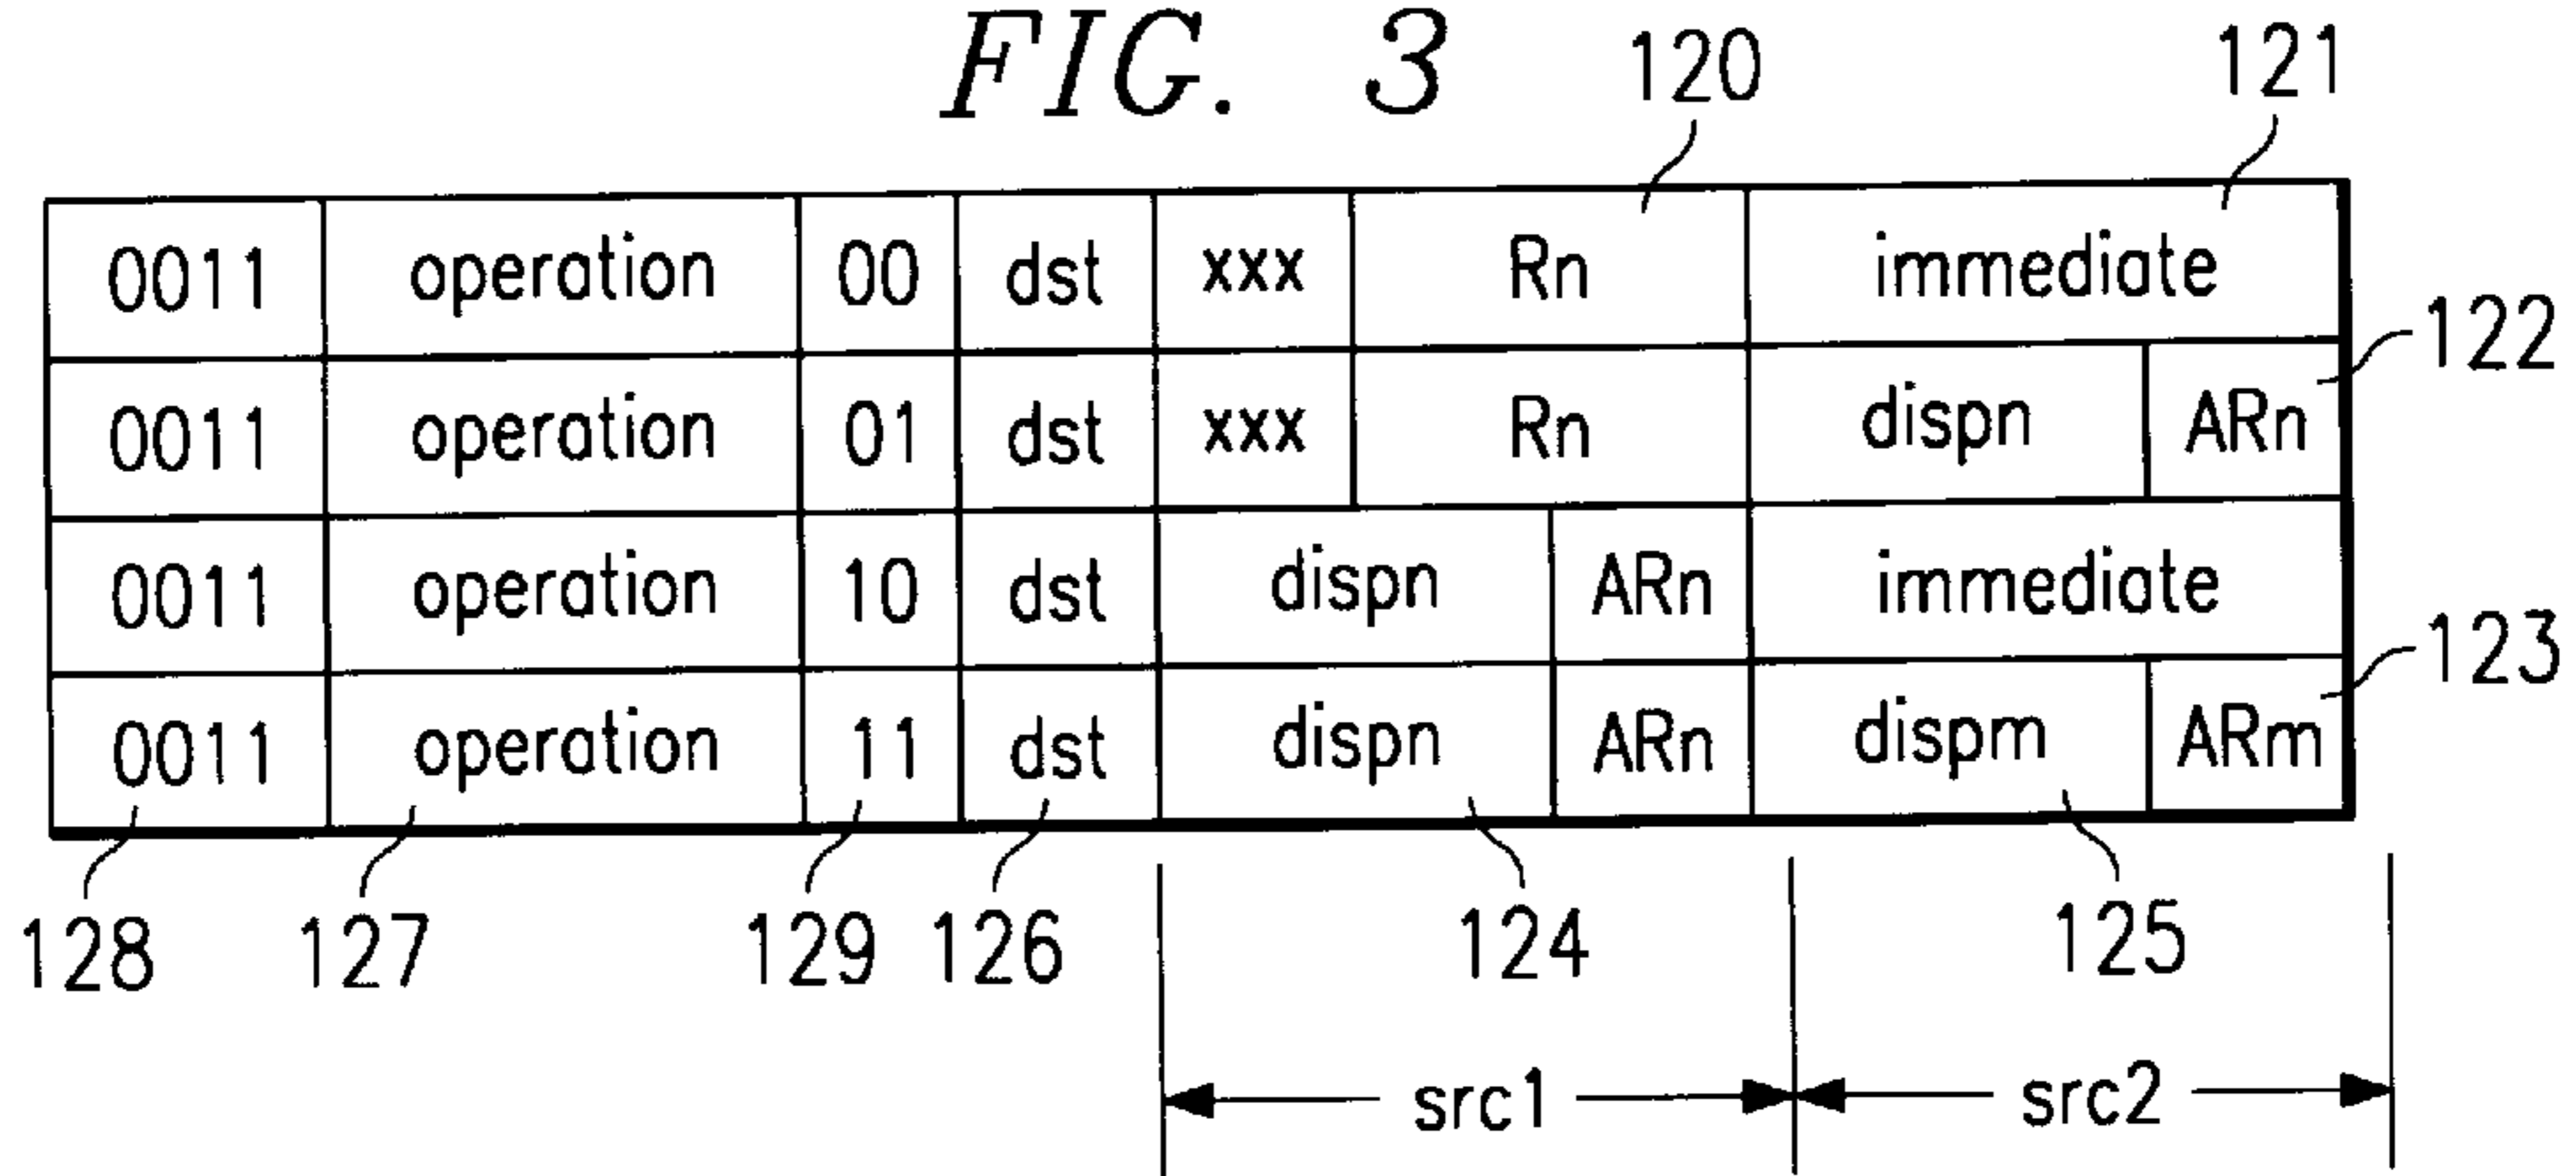 FIG. 3
120 121
0011 operation 00 dst xxx Rn immediate
122
0011 operation 01 dst xxx Rn dispn ARn
0011 operation 10 dst dispn ARn immediate
123
0011 operation 11 dst dispn ARn dispm ARm
128 127 129 126 124 125
src1 src2